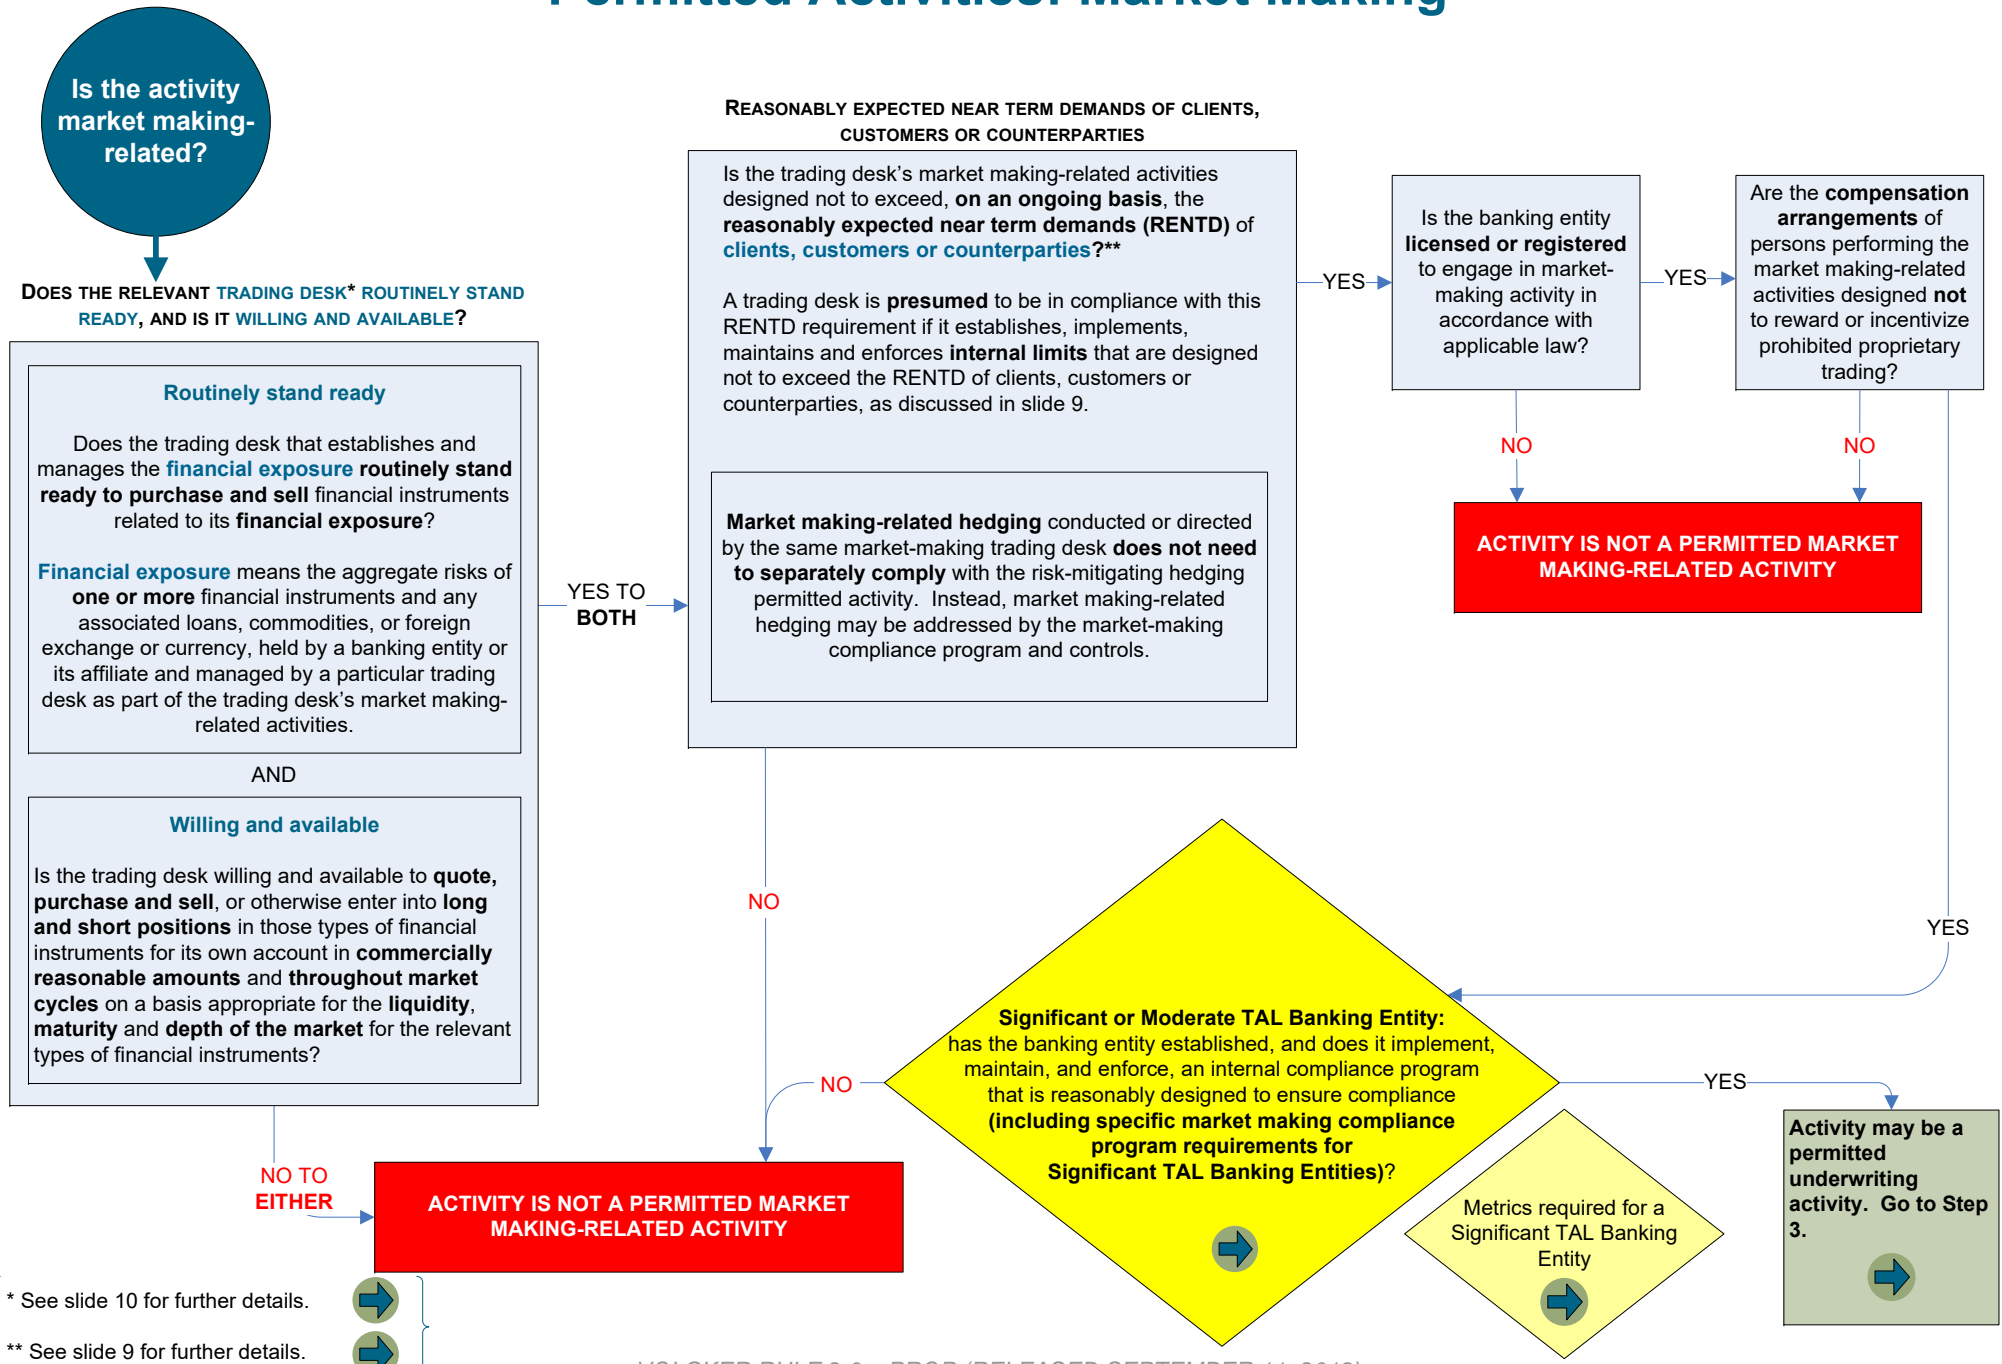 Permitted Activities: Market Making
Is the activity
market making-
related?
DOES THE RELEVANT TRADING DESK* ROUTINELY STAND
READY, AND IS IT WILLING AND AVAILABLE?
Routinely stand ready
Does the trading desk that establishes and
manages the financial exposure routinely stand
ready to purchase and sell financial instruments
related to its financial exposure?
Financial exposure means the aggregate risks of
one or more financial instruments and any
associated loans, commodities, or foreign
exchange or currency, held by a banking entity or
its affiliate and managed by a particular trading
desk as part of the trading desk's market making-
related activities.
AND
Willing and available
Is the trading desk willing and available to quote,
purchase and sell, or otherwise enter into long
and short positions in those types of financial
instruments for its own account in commercially
reasonable amounts and throughout market
cycles on a basis appropriate for the liquidity,
maturity and depth of the market for the relevant
types of financial instruments?
YES TO
BOTH
NO TO
EITHER
REASONABLY EXPECTED NEAR TERM DEMANDS OF CLIENTS,
CUSTOMERS OR COUNTERPARTIES
Is the trading desk's market making-related activities
designed not to exceed, on an ongoing basis, the
reasonably expected near term demands (RENTD) of
clients, customers or counterparties?**
A trading desk is presumed to be in compliance with this
RENTD requirement if it establishes, implements,
maintains and enforces internal limits that are designed
not to exceed the RENTD of clients, customers or
counterparties, as discussed in slide 9.
Market making-related hedging conducted or directed
by the same market-making trading desk does not need
to separately comply with the risk-mitigating hedging
permitted activity.  Instead, market making-related
hedging may be addressed by the market-making
compliance program and controls.
YES
NO
Is the banking entity
licensed or registered
to engage in market-
making activity in
accordance with
applicable law?
YES
NO
Are the compensation
arrangements of
persons performing the
market making-related
activities designed not
to reward or incentivize
prohibited proprietary
trading?
NO
YES
ACTIVITY IS NOT A PERMITTED MARKET
MAKING-RELATED ACTIVITY
Significant or Moderate TAL Banking Entity:
has the banking entity established, and does it implement,
maintain, and enforce, an internal compliance program
that is reasonably designed to ensure compliance
(including specific market making compliance
program requirements for
Significant TAL Banking Entities)?
NO
YES
ACTIVITY IS NOT A PERMITTED MARKET
MAKING-RELATED ACTIVITY
Metrics required for a
Significant TAL Banking
Entity
Activity may be a
permitted
underwriting
activity.  Go to Step
3.
* See slide 10 for further details.
** See slide 9 for further details.